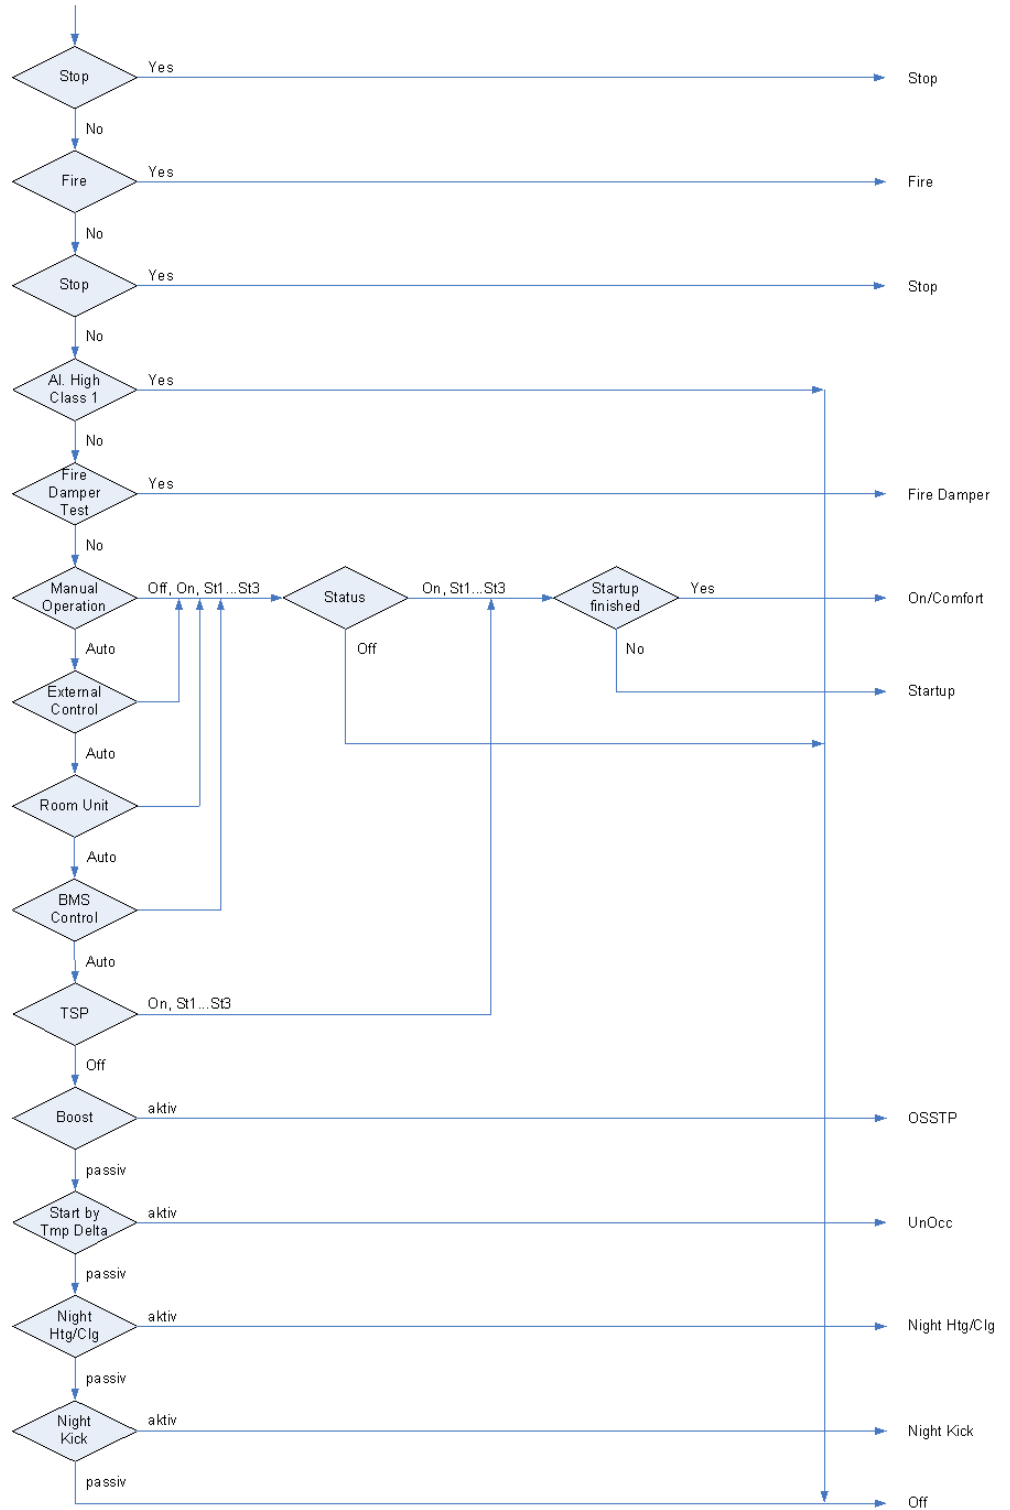 Yes
Stop
Stop
No
Yes
Fire
Fire
No
Yes
Stop
Stop
No
Yes
Al. High
Class 1
No
Fire
Yes
Damper
Fire Damper
Test
No
Manual
Operation
Off, On, St1...St3
Status
On, St1...St3
Startup
finished
Yes
On/Comfort
Auto
Off
No
External
Control
Startup
Auto
Room Unit
Auto
BMS
Control
Auto
On, St1...St3
TSP
Off
aktiv
Boost
OSSTP
passiv
Start by
Tmp Delta
aktiv
UnOcc
passiv
Night
Htg/Clg
aktiv
Night Htg/Clg
passiv
Night
Kick
aktiv
Night Kick
passiv
Off